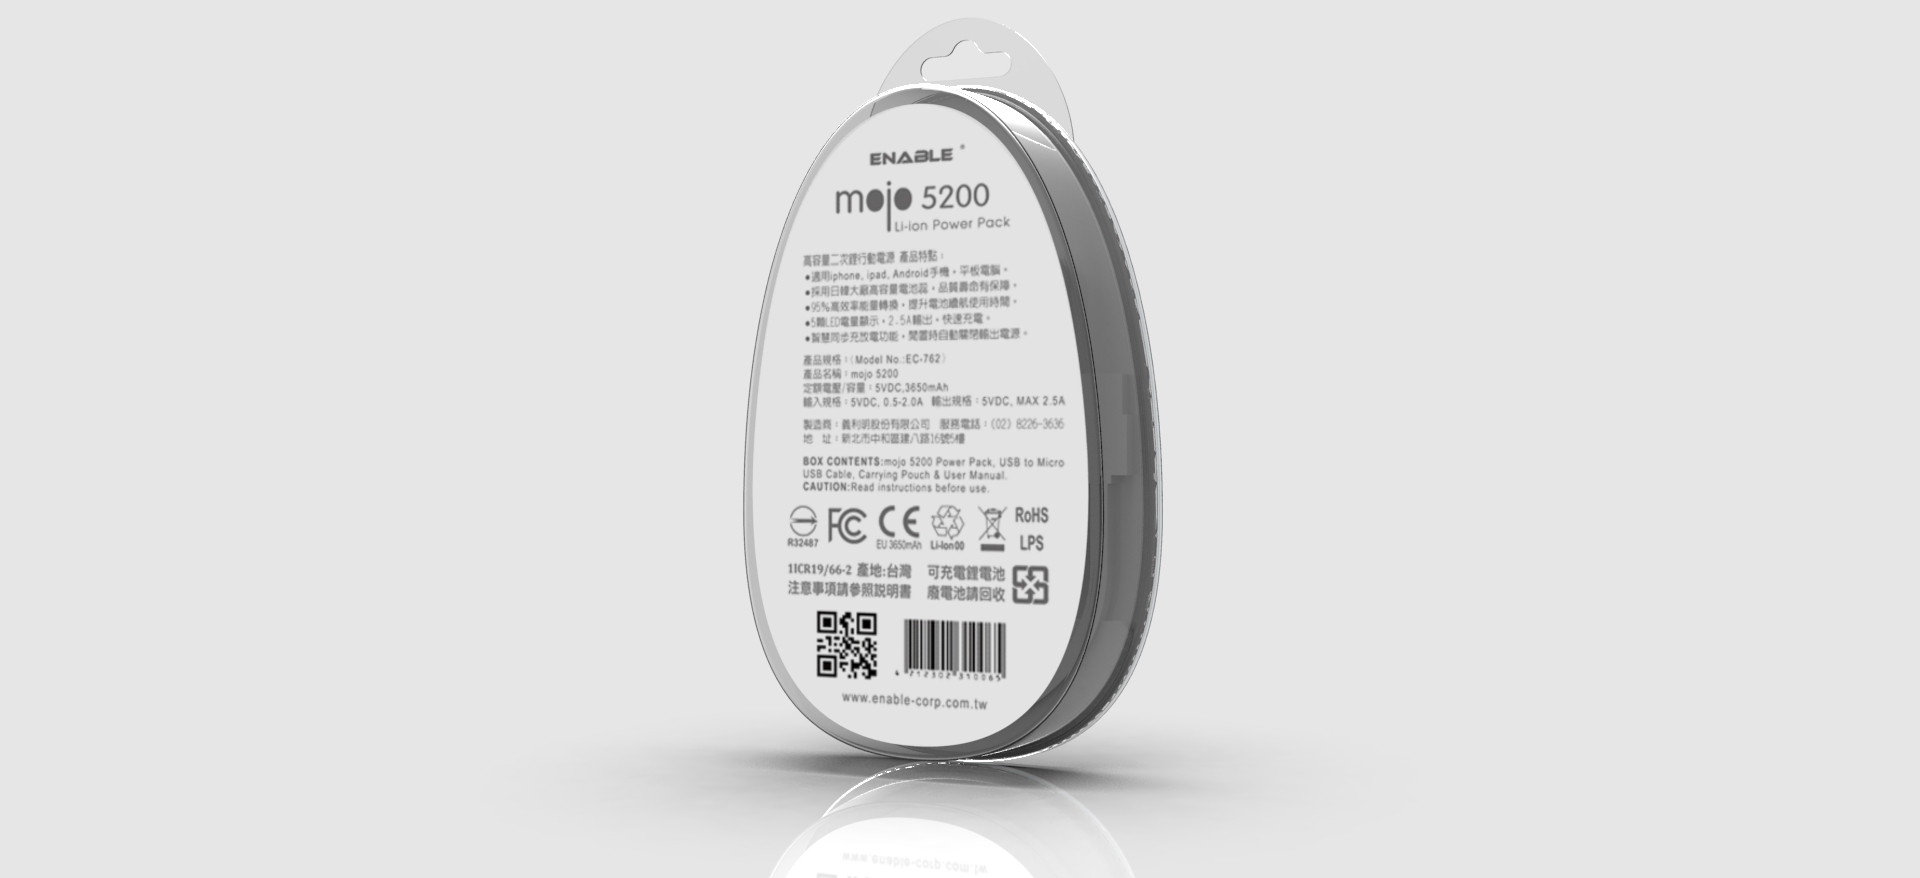 ENABLE
mojo 5200
Li-ion Power Pack
高容量二次鋰行動電源 產品特點：
●適用iphone, ipad, Android手機，平板電腦。
●採用日韓大廠高容量電池蕊，品質壽命有保障。
●95%高效率能量轉換，提升電池續航使用時間。
●5顆LED電量顯示，2.5A輸出，快速充電。
●智慧同步充放電功能，閒置時自動關閉輸出電源。
產品規格：(Model No.:EC-762)
產品名稱：mojo 5200
定額電壓/容量：5VDC,3650mAh
輸入規格：5VDC, 0.5-2.0A 輸出規格：5VDC, MAX 2.5A
製造商：義利明股份有限公司 服務電話：(02) 8226-3636
地 址：新北市中和區建八路16號5樓
BOX CONTENTS:mojo 5200 Power Pack, USB to Micro
USB Cable, Carrying Pouch & User Manual.
CAUTION:Read instructions before use.
R32487 FC CE EU 3650mAh Li-Ion00 RoHS
LPS
1ICR19/66-2 產地:台灣 可充電鋰電池
注意事項請參照説明書 廢電池請回收
4 712302 310065
www.enable-corp.com.tw